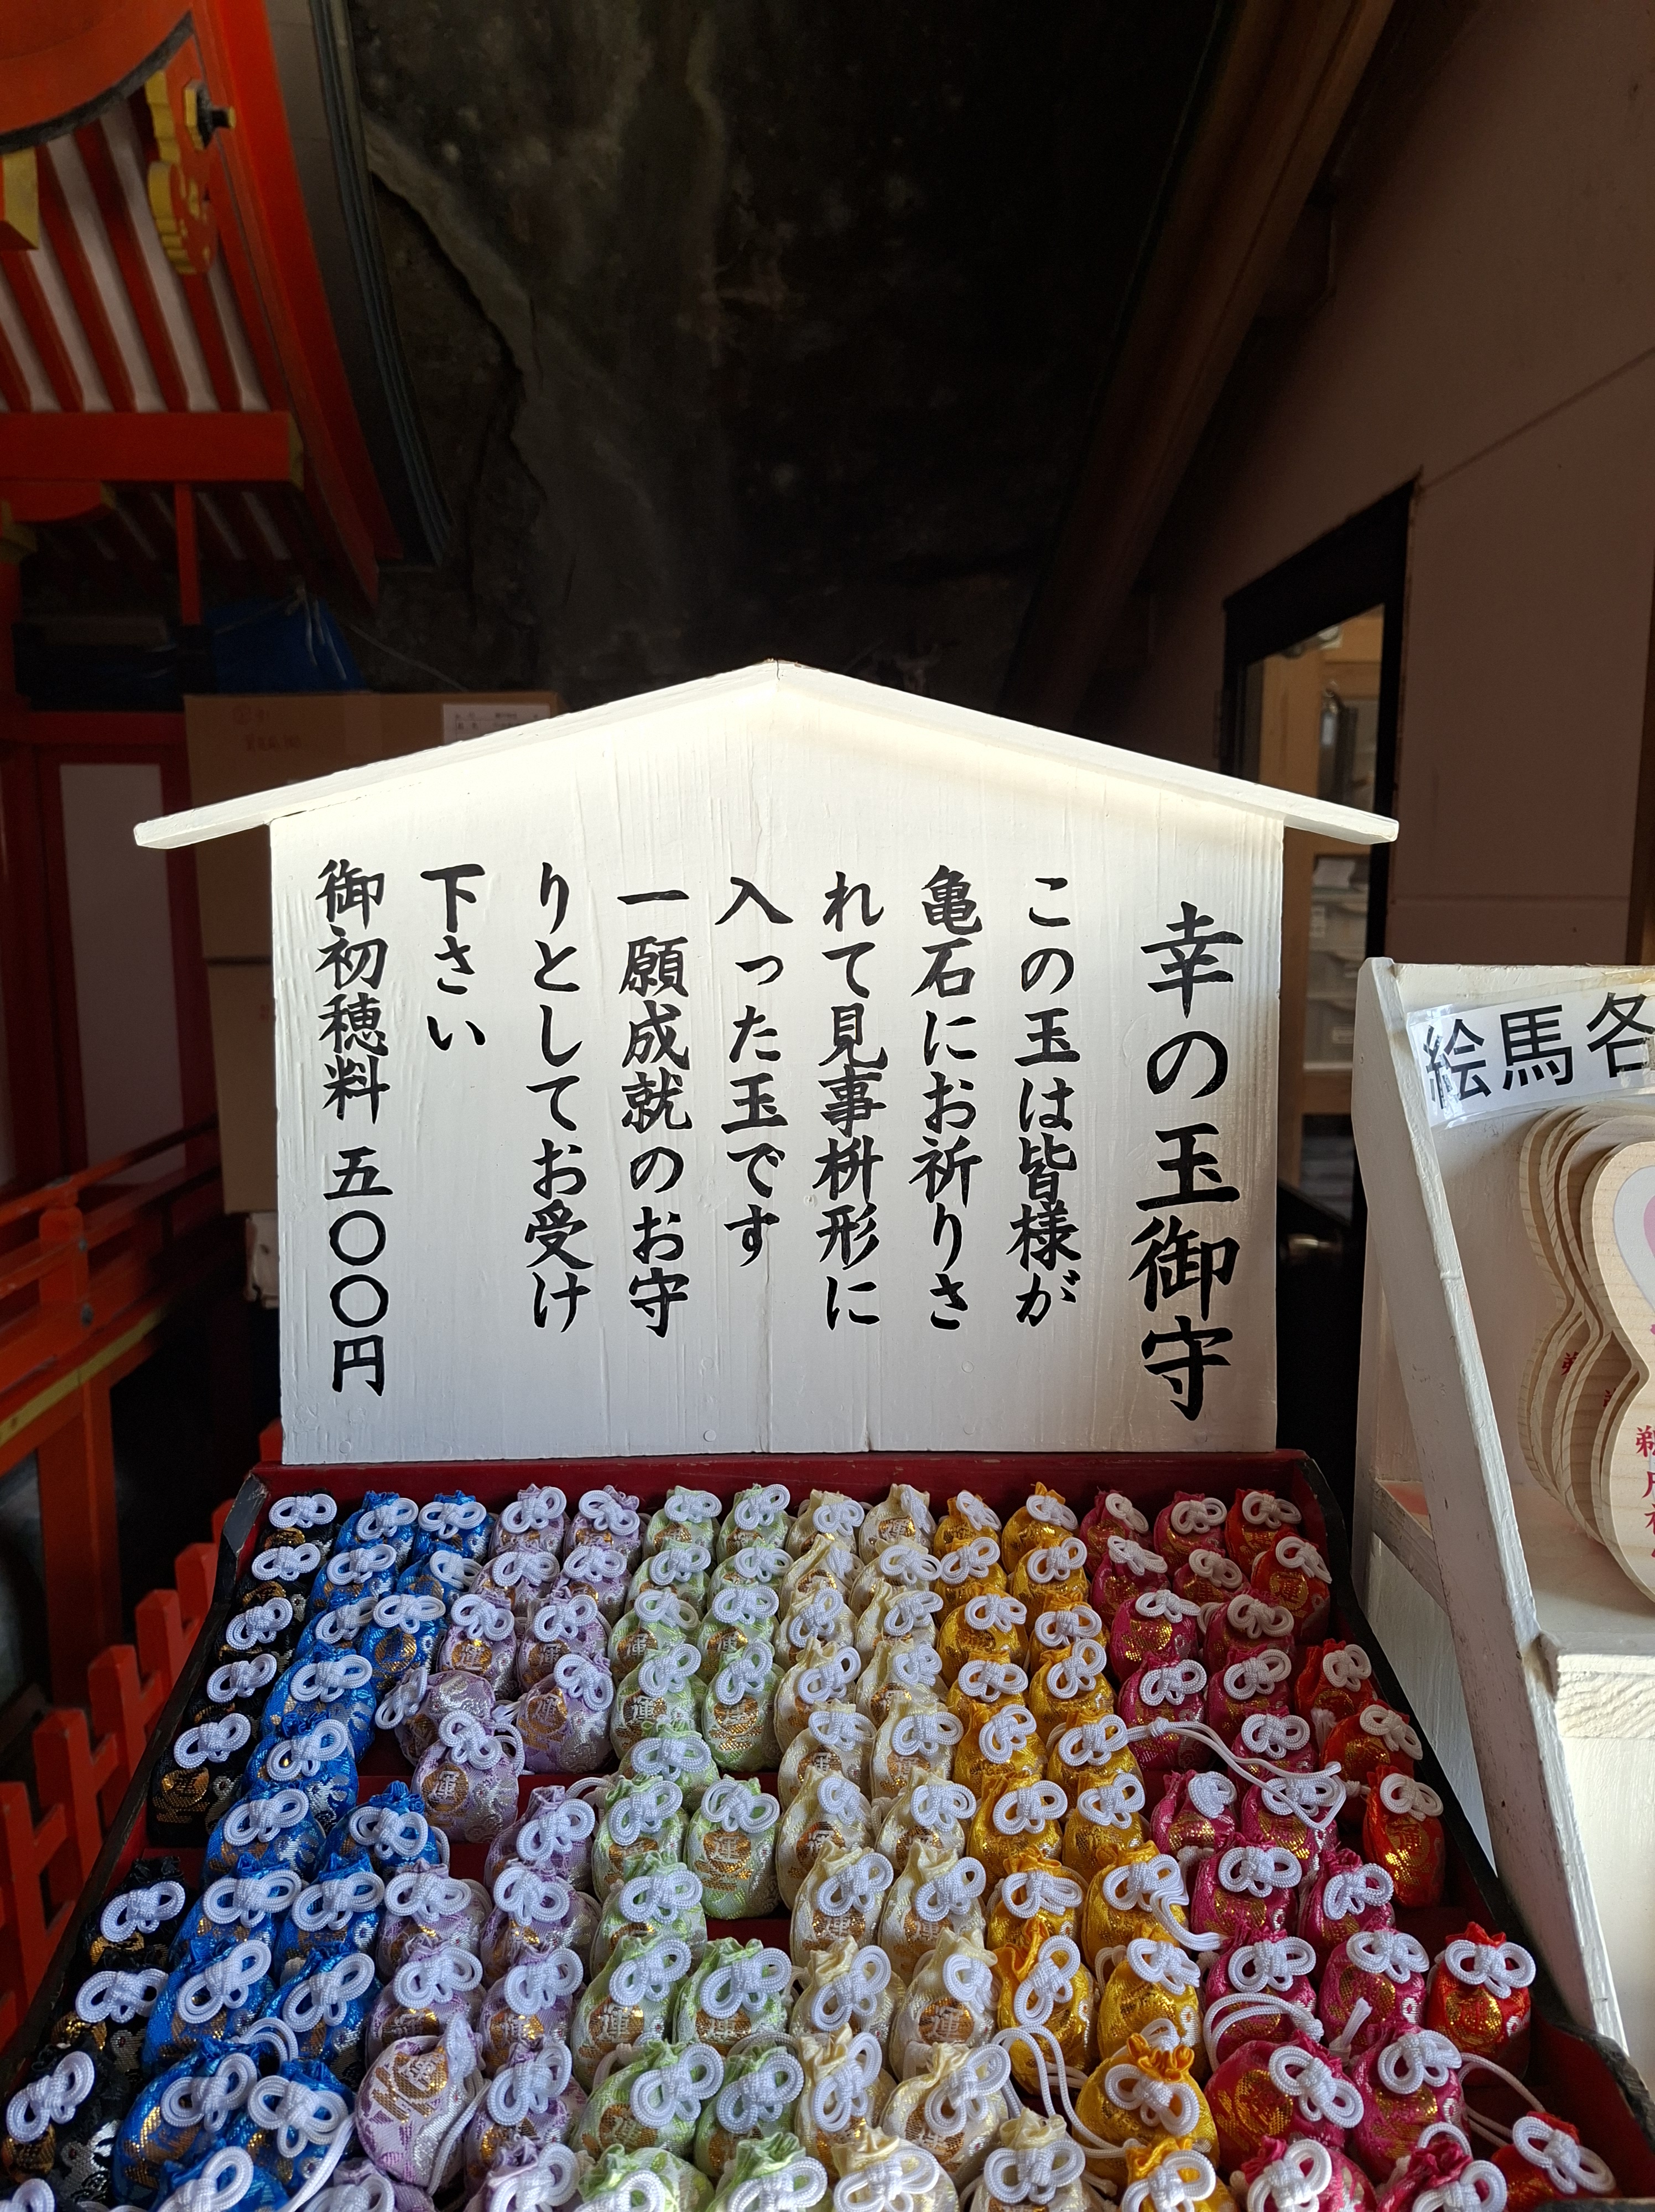 幸の玉御守
この玉は皆様が
亀石にお祈りさ
れて見事枡形に
入った玉です
一願成就のお守
りとしてお受け
下さい
御初穂料 五〇〇円
絵馬各
運